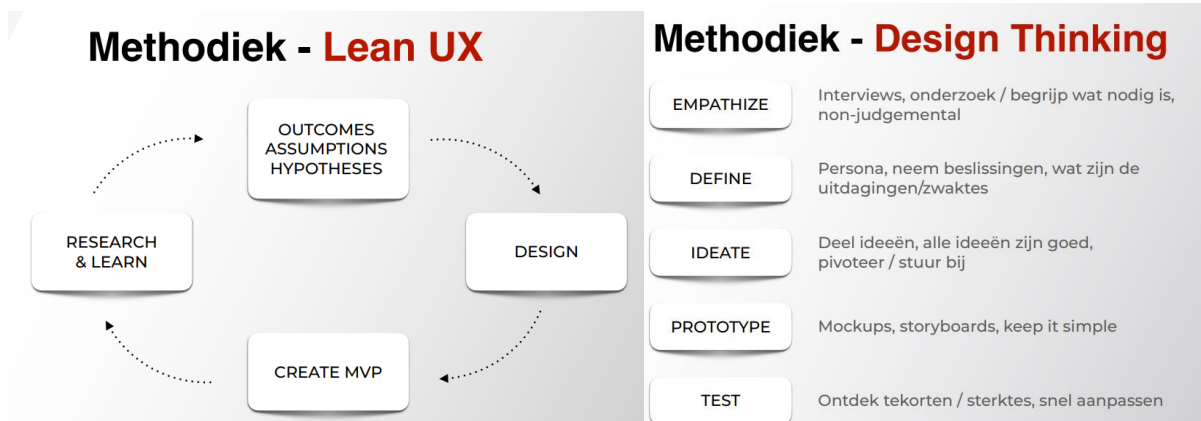 Methodiek - Lean UX
OUTCOMES
ASSUMPTIONS
HYPOTHESES
RESEARCH
& LEARN
DESIGN
CREATE MVP
Methodiek - Design Thinking
EMPATHIZE
Interviews, onderzoek / begrijp wat nodig is,
non-judgemental
DEFINE
Persona, neem beslissingen, wat zijn de
uitdagingen/zwaktes
IDEATE
Deel ideeën, alle ideeën zijn goed,
pivoteer / stuur bij
PROTOTYPE
Mockups, storyboards, keep it simple
TEST
Ontdek tekorten / sterktes, snel aanpassen